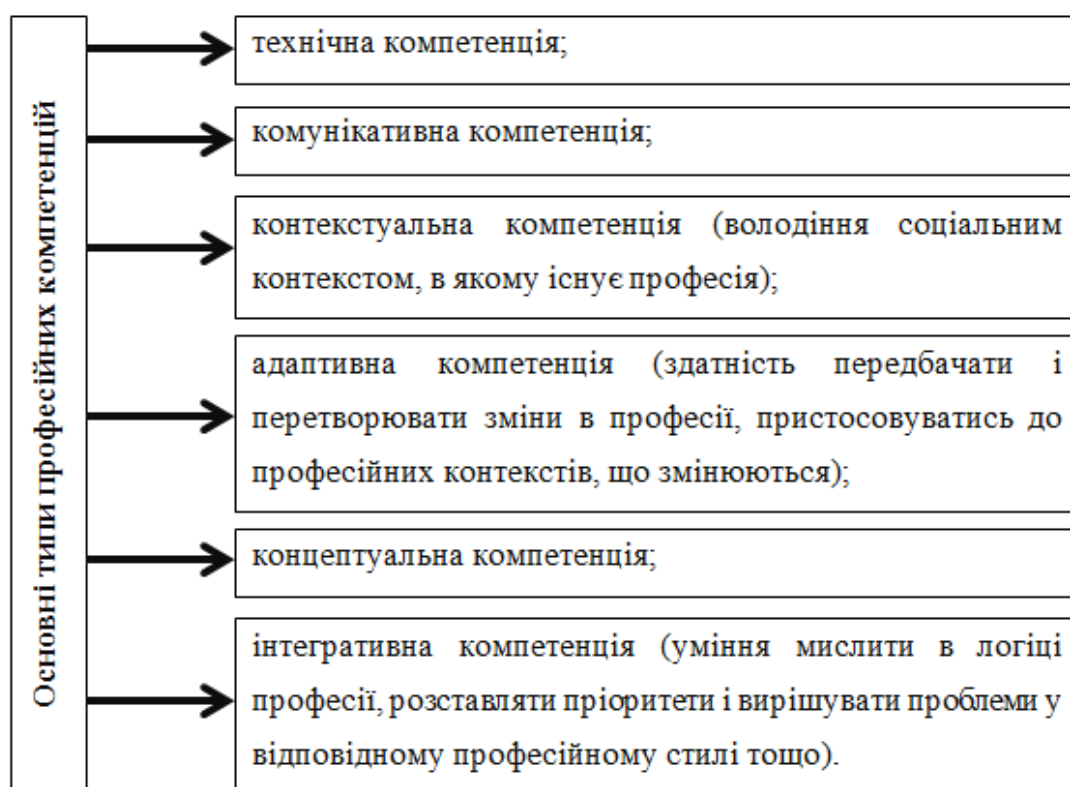 Основні типи професійних компетенцій
технічна компетенція;
комунікативна компетенція;
контекстуальна компетенція (володіння соціальним
контекстом, в якому існує професія);
адаптивна компетенція (здатність передбачати і
перетворювати зміни в професії, пристосовуватись до
професійних контекстів, що змінюються);
концептуальна компетенція;
інтегративна компетенція (уміння мислити в логіці
професії, розставляти пріоритети і вирішувати проблеми у
відповідному професійному стилі тощо).